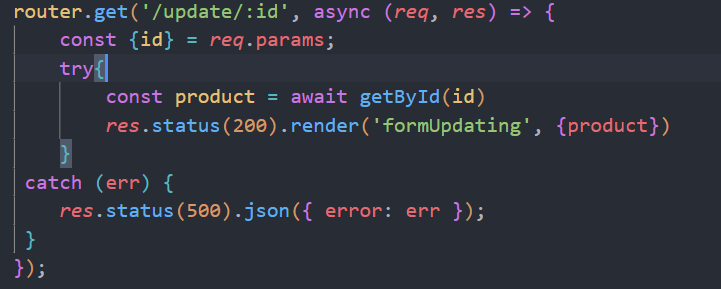 router.get('/update/:id', async (req, res) => {
const {id} = req.params;
try{
const product = await getById(id)
res.status(200).render('formUpdating', {product})
}
catch (err) {
res.status(500).json({ error: err });
}
});